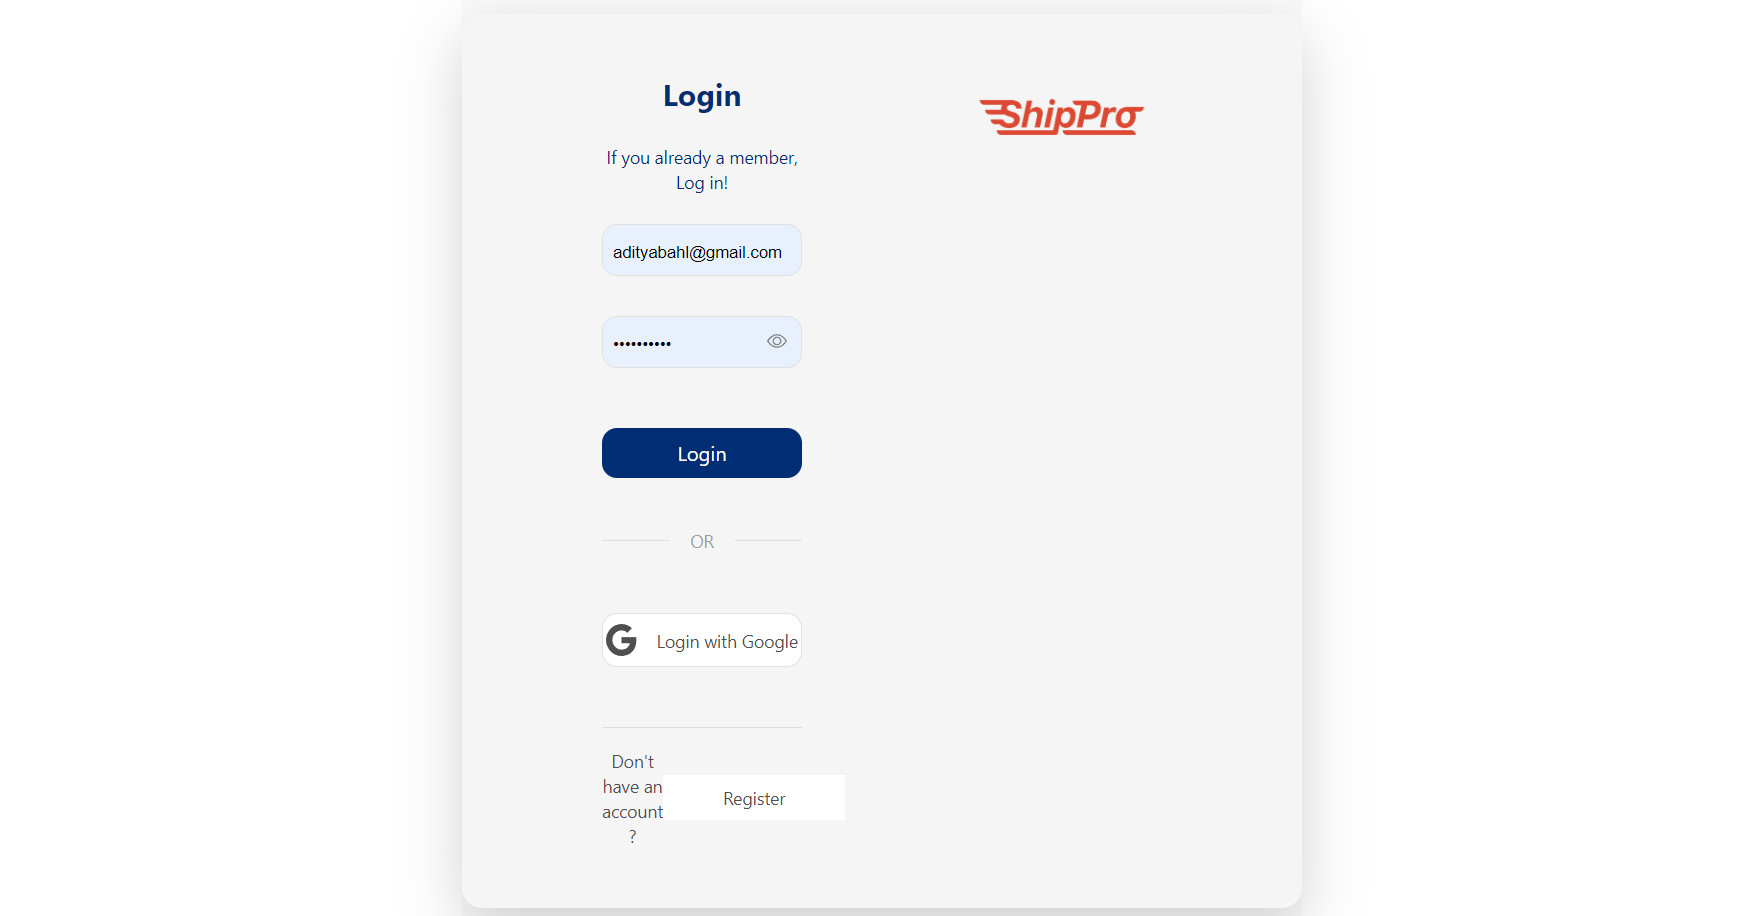 Login
ShipPro
If you already a member,
Log in!
adityabahl@gmail.com
••••••••••
Login
OR
Login with Google
Don't
have an
account
?
Register